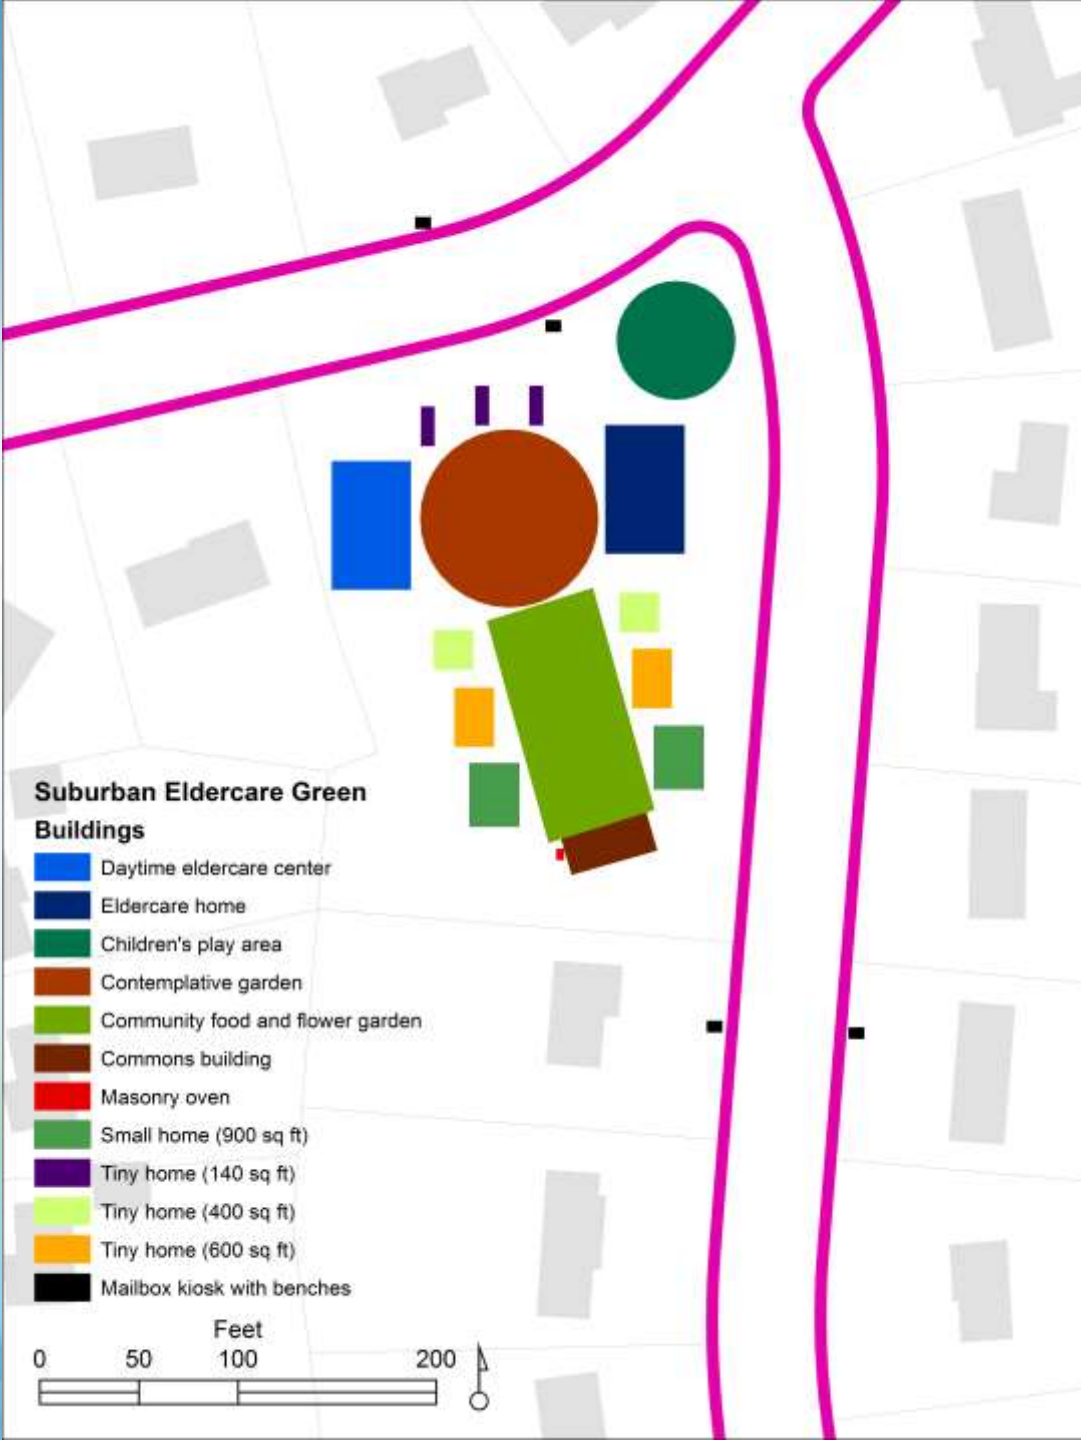 Suburban Eldercare Green
Buildings
Daytime eldercare center
Eldercare home
Children's play area
Contemplative garden
Community food and flower garden
Commons building
Masonry oven
Small home (900 sq ft)
Tiny home (140 sq ft)
Tiny home (400 sq ft)
Tiny home (600 sq ft)
Mailbox kiosk with benches
Feet
0 50 100 200